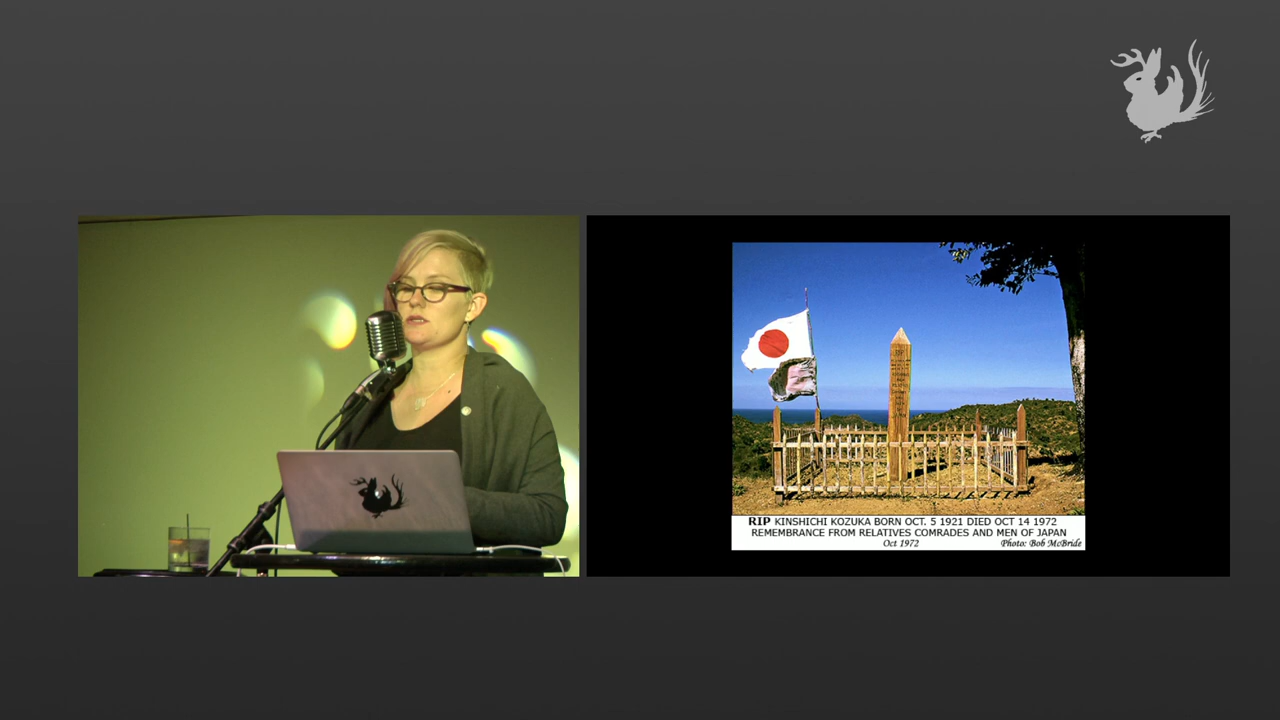 RIP KINSHICHI KOZUKA BORN OCT. 5 1921 DIED OCT 14 1972
REMEMBRANCE FROM RELATIVES COMRADES AND MEN OF JAPAN
Oct 1972 Photo: Bob McBride